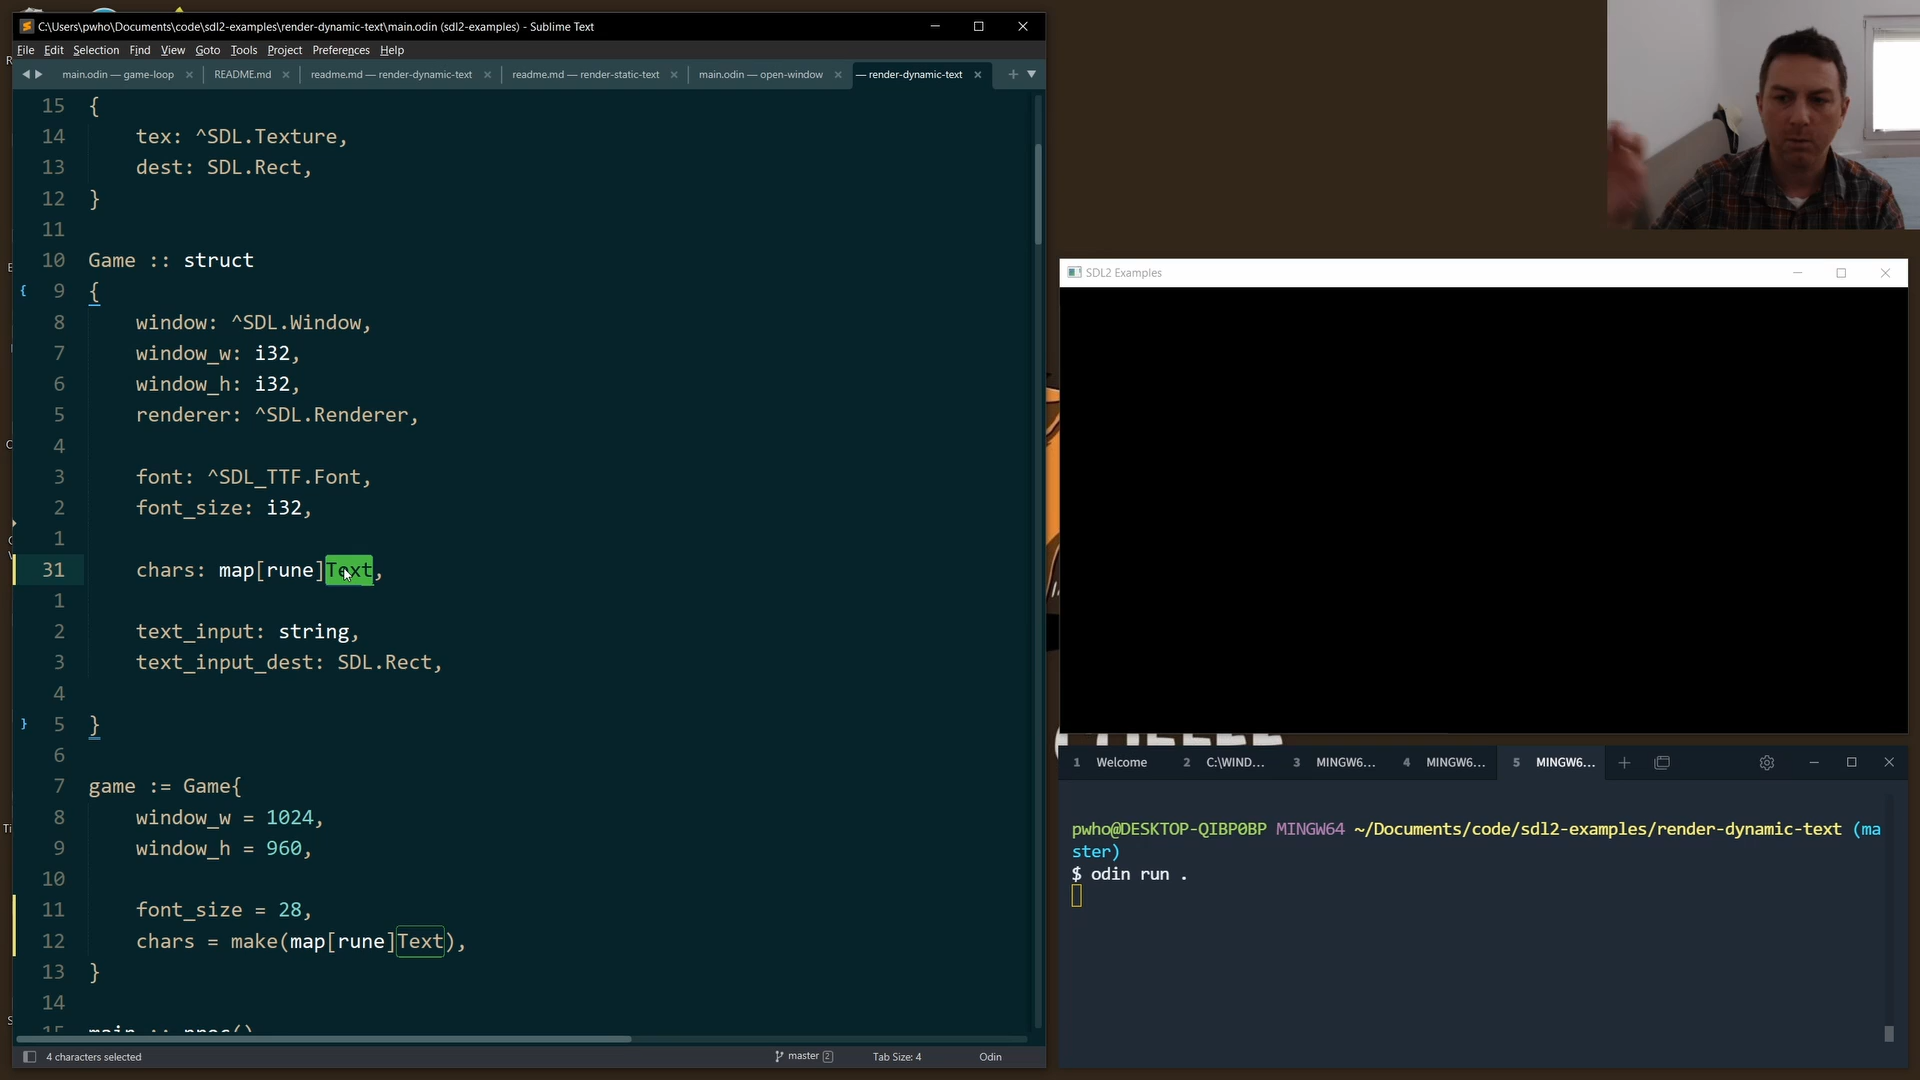 C:\Users\pwho\Documents\code\sdl2-examples\render-dynamic-text\main.odin (sdl2-examples) - Sublime Text
File Edit Selection Find View Goto Tools Project Preferences Help
main.odin — game-loop README.md readme.md — render-dynamic-text readme.md — render-static-text main.odin — open-window — render-dynamic-text
15 {
14 tex: ^SDL.Texture,
13 dest: SDL.Rect,
12 }
11
10 Game :: struct
9 {
8 window: ^SDL.Window,
7 window_w: i32,
6 window_h: i32,
5 renderer: ^SDL.Renderer,
4
3 font: ^SDL_TTF.Font,
2 font_size: i32,
1
31 chars: map[rune]Text,
1
2 text_input: string,
3 text_input_dest: SDL.Rect,
4
5 }
6
7 game := Game{
8 window_w = 1024,
9 window_h = 960,
10
11 font_size = 28,
12 chars = make(map[rune]Text),
13 }
14
15 main :: proc()
4 characters selected master 2 Tab Size: 4 Odin
SDL2 Examples
1 Welcome 2 C:\WIND... 3 MINGW6... 4 MINGW6... 5 MINGW6...
pwho@DESKTOP-QIBP0BP MINGW64 ~/Documents/code/sdl2-examples/render-dynamic-text (ma
ster)
$ odin run .